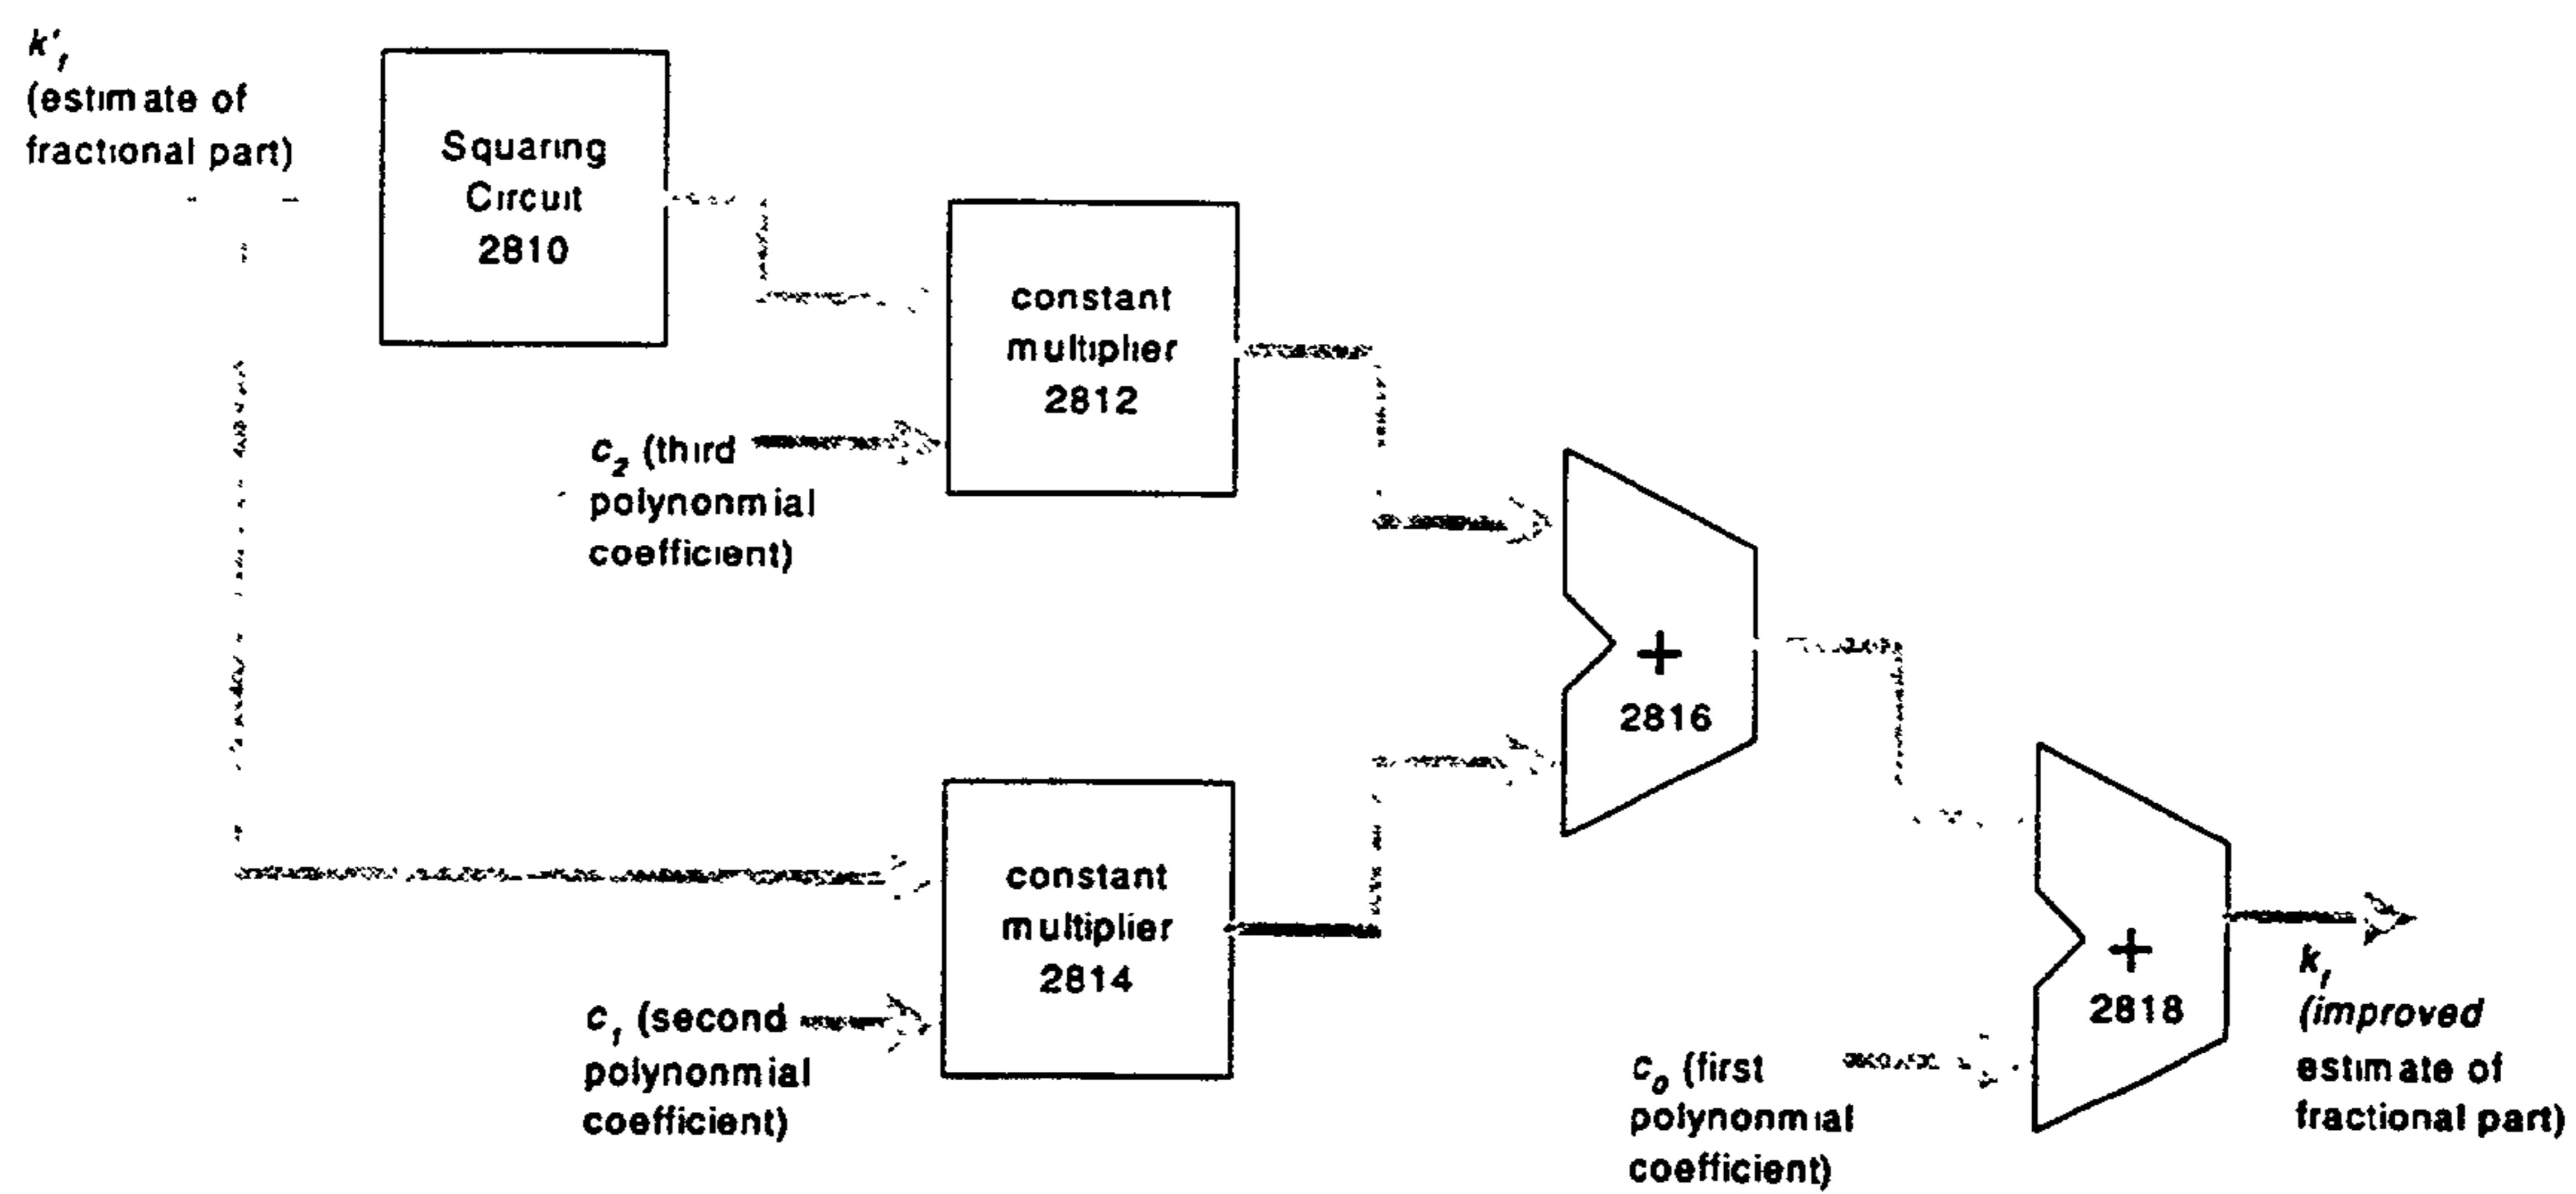 k'f
(estimate of
fractional part)
Squaring
Circuit
2810
constant
multiplier
2812
c2 (third
polynonmial
coefficient)
+
2816
constant
multiplier
2814
c1 (second
polynonmial
coefficient)
+
2818
c0 (first
polynonmial
coefficient)
kf
(improved
estimate of
fractional part)